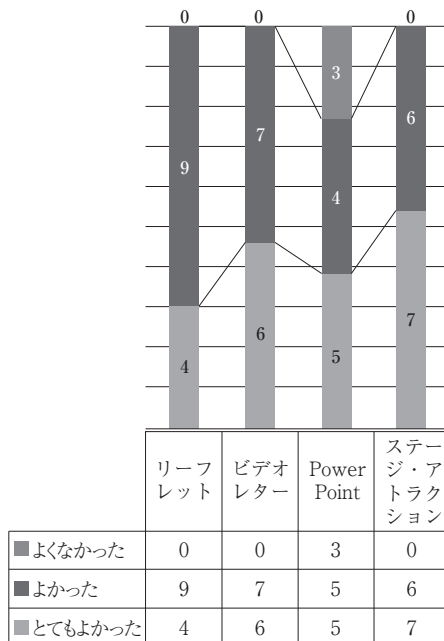 0 0 0
3
6
7
4
9
7
6
5
4
リーフレット ビデオレター Power Point ステージ・アトラクション
■よくなかった 0 0 3 0
■よかった 9 7 5 6
■とてもよかった 4 6 5 7